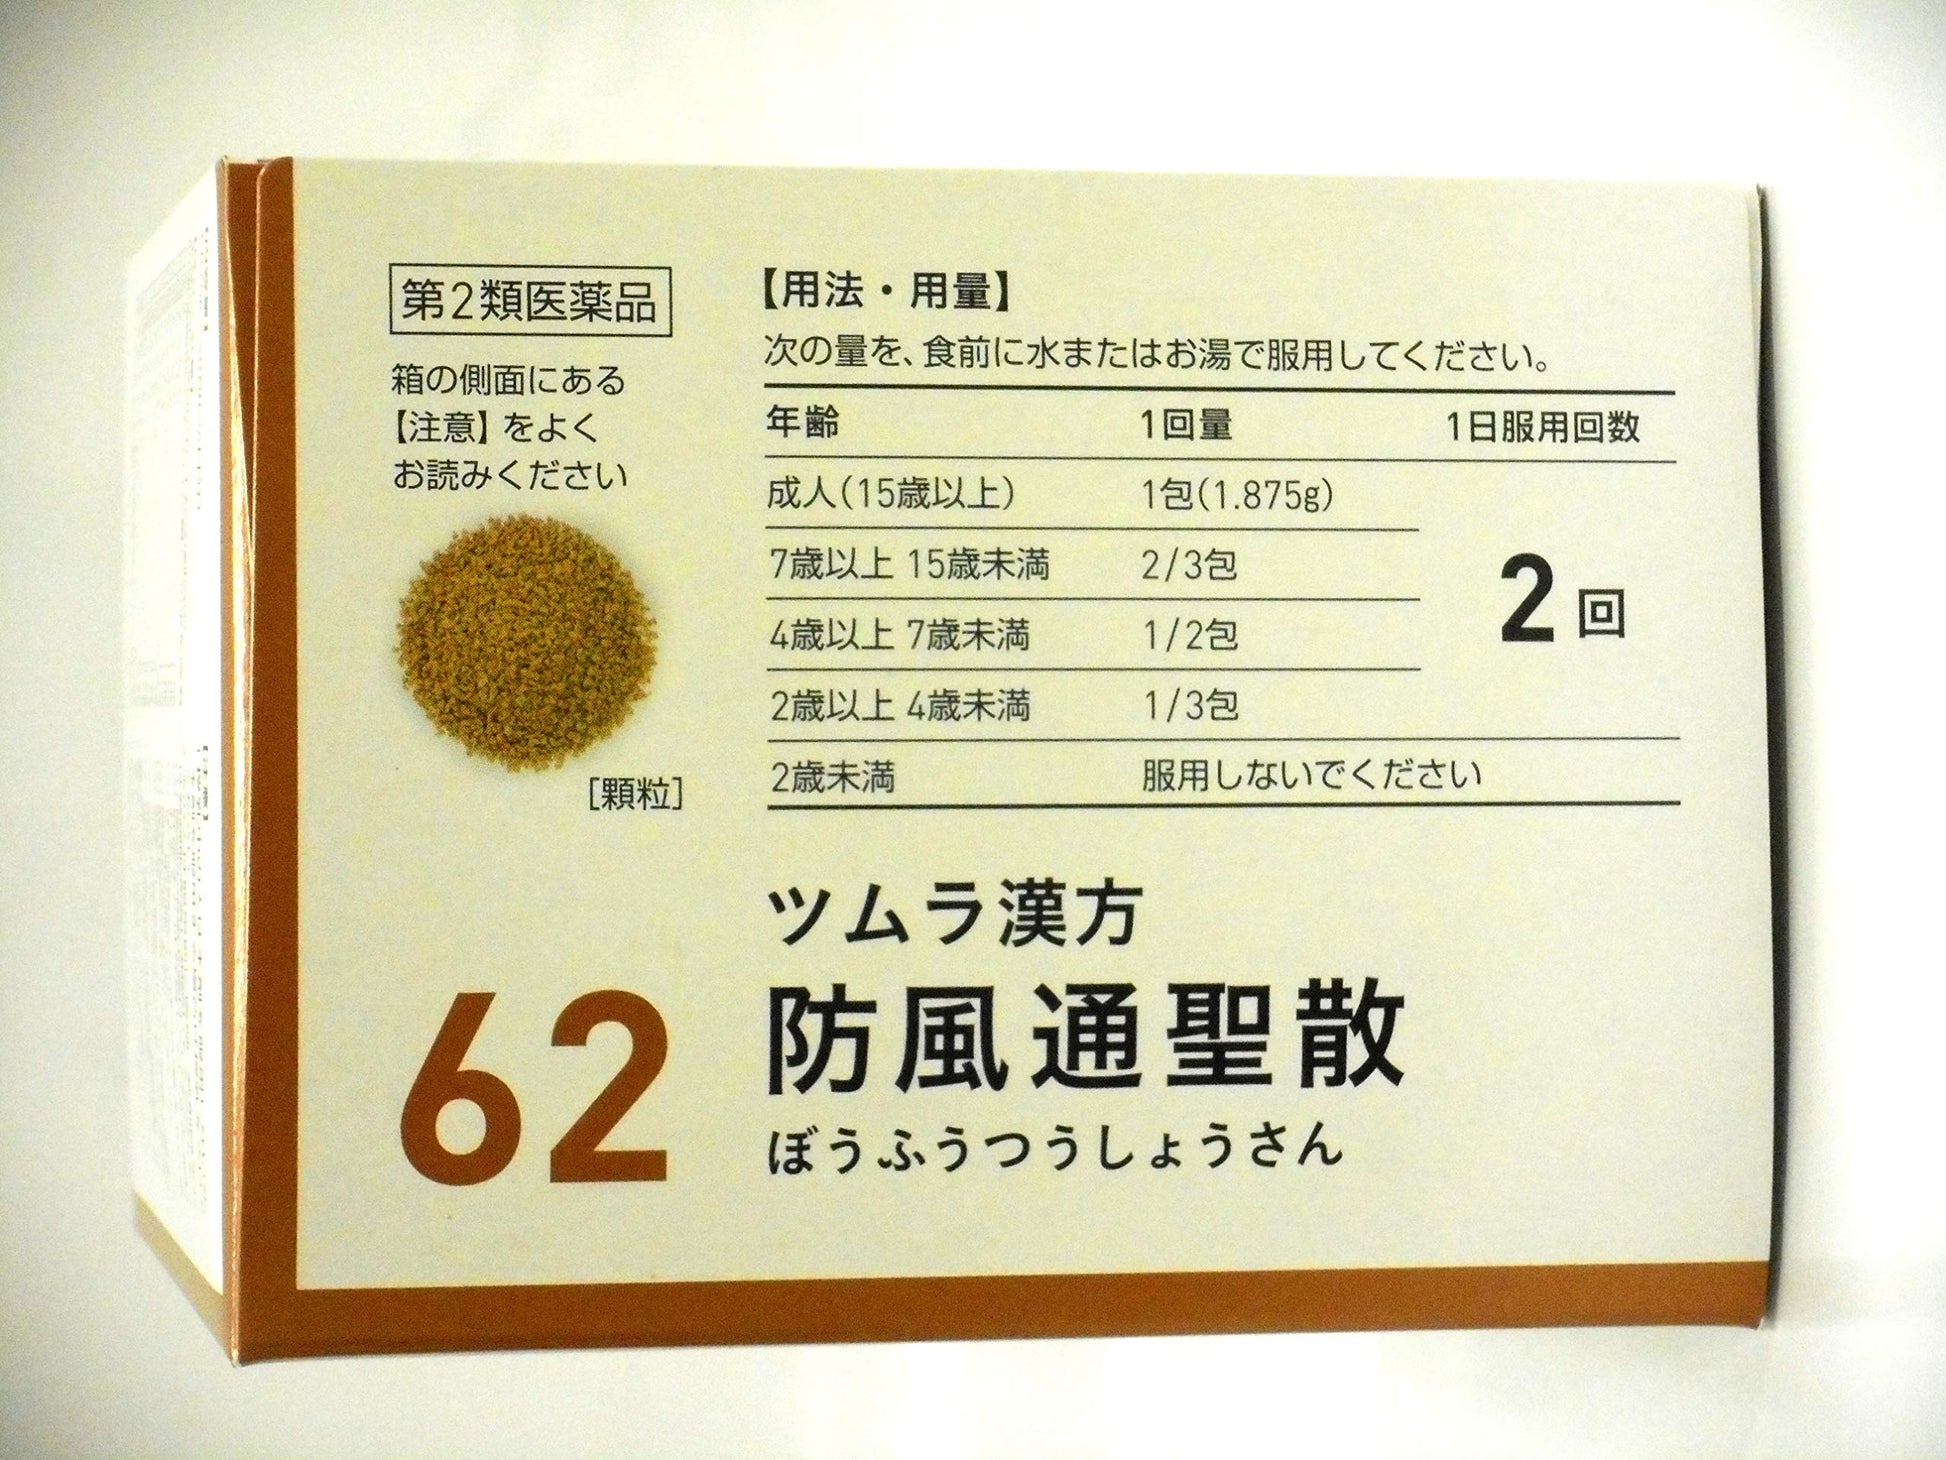 第2類医薬品
箱の側面にある
【注意】をよく
お読みください
[顆粒]
【用法・用量】
次の量を、食前に水またはお湯で服用してください。
年齢 1回量 1日服用回数
成人(15歳以上) 1包(1.875g)
7歳以上 15歳未満 2/3包
2回
4歳以上 7歳未満 1/2包
2歳以上 4歳未満 1/3包
2歳未満 服用しないでください
ツムラ漢方
62 防風通聖散
ぼうふうつうしょうさん